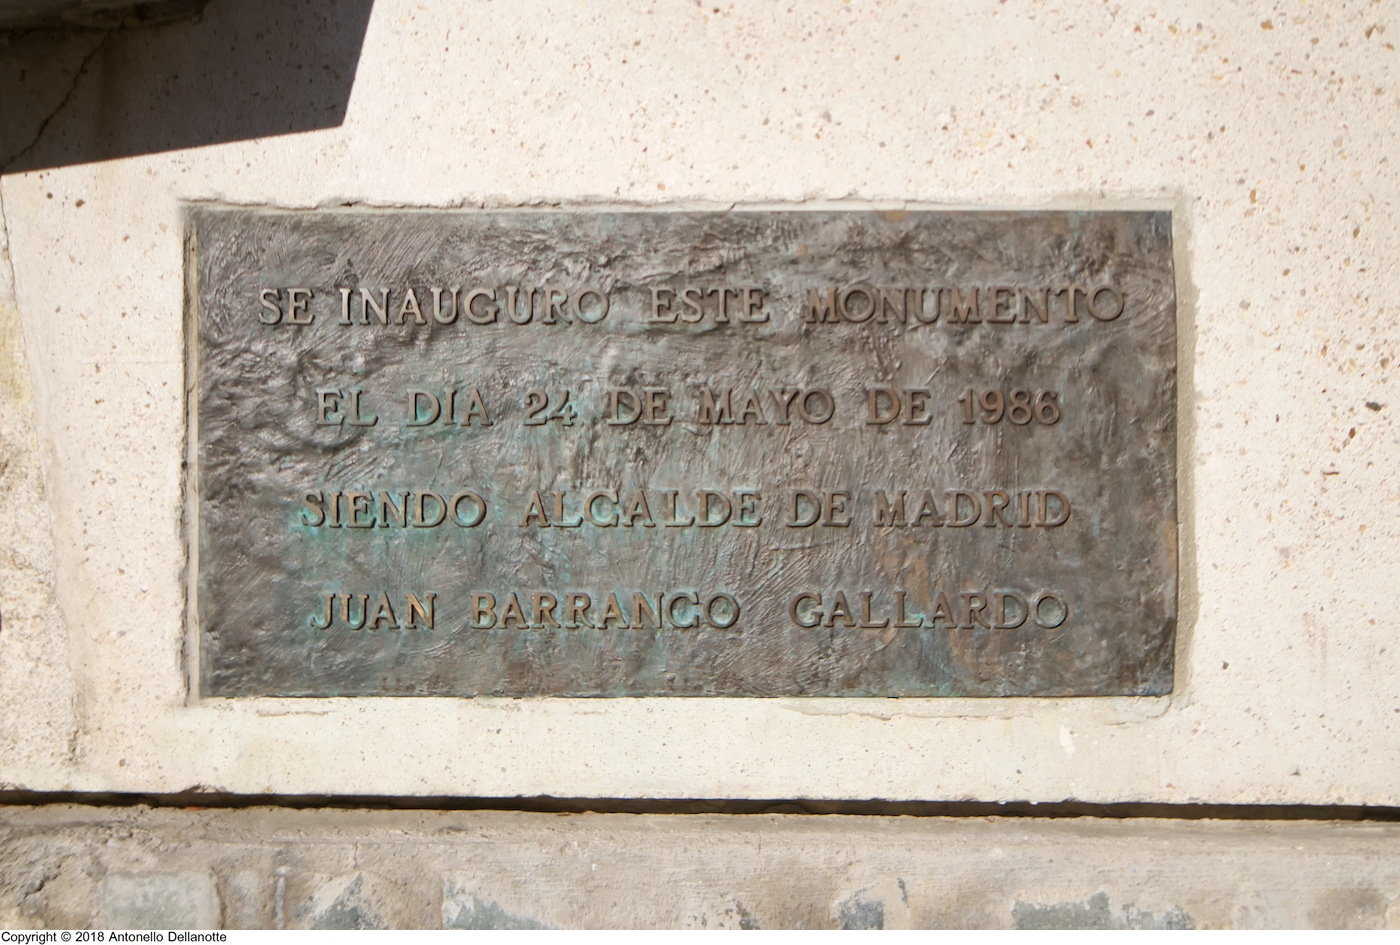 SE INAUGURO ESTE MONUMENTO
EL DIA 24 DE MAYO DE 1986
SIENDO ALCALDE DE MADRID
JUAN BARRANCO GALLARDO
Copyright © 2018 Antonello Dellanotte